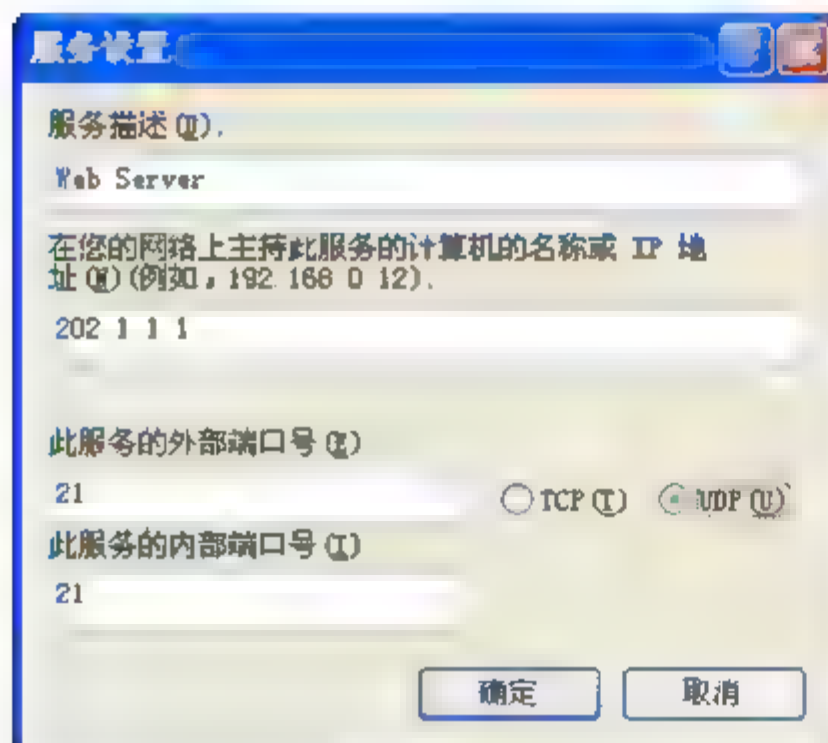 服务设置
服务描述(D).
Web Server
在您的网络上主持此服务的计算机的名称或 IP 地
址(N)(例如，192 168 0 12).
202 1 1 1
此服务的外部端口号(E)
21
TCP(T) UDP(U)
此服务的内部端口号(I)
21
确定 取消